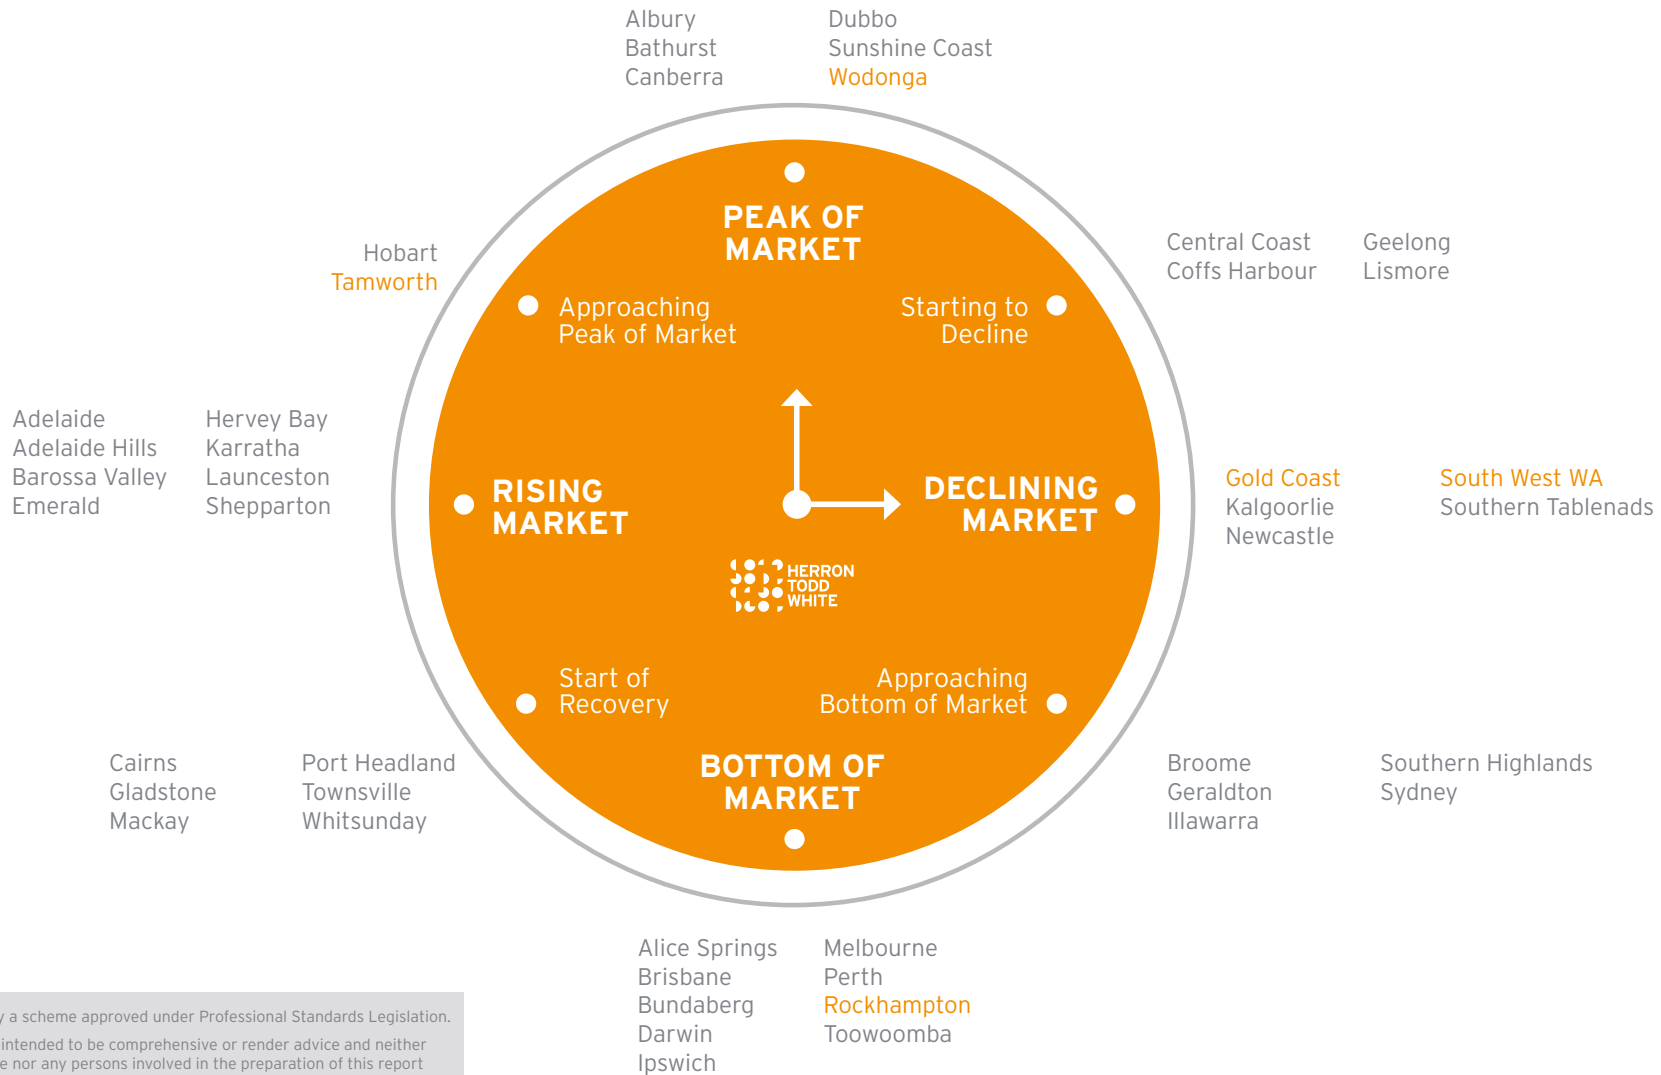 Albury
Bathurst
Canberra
Dubbo
Sunshine Coast
Wodonga
PEAK OF
MARKET
Hobart
Tamworth
Approaching
Peak of Market
Starting to
Decline
Central Coast
Coffs Harbour
Geelong
Lismore
Adelaide
Adelaide Hills
Barossa Valley
Emerald
Hervey Bay
Karratha
Launceston
Shepparton
RISING
MARKET
DECLINING
MARKET
Gold Coast
Kalgoorlie
Newcastle
South West WA
Southern Tablenads
HERRON
TODD
WHITE
Start of
Recovery
Approaching
Bottom of Market
Cairns
Gladstone
Mackay
Port Headland
Townsville
Whitsunday
BOTTOM OF
MARKET
Broome
Geraldton
Illawarra
Southern Highlands
Sydney
Alice Springs
Brisbane
Bundaberg
Darwin
Ipswich
Melbourne
Perth
Rockhampton
Toowoomba
a scheme approved under Professional Standards Legislation.
intended to be comprehensive or render advice and neither
nor any persons involved in the preparation of this report